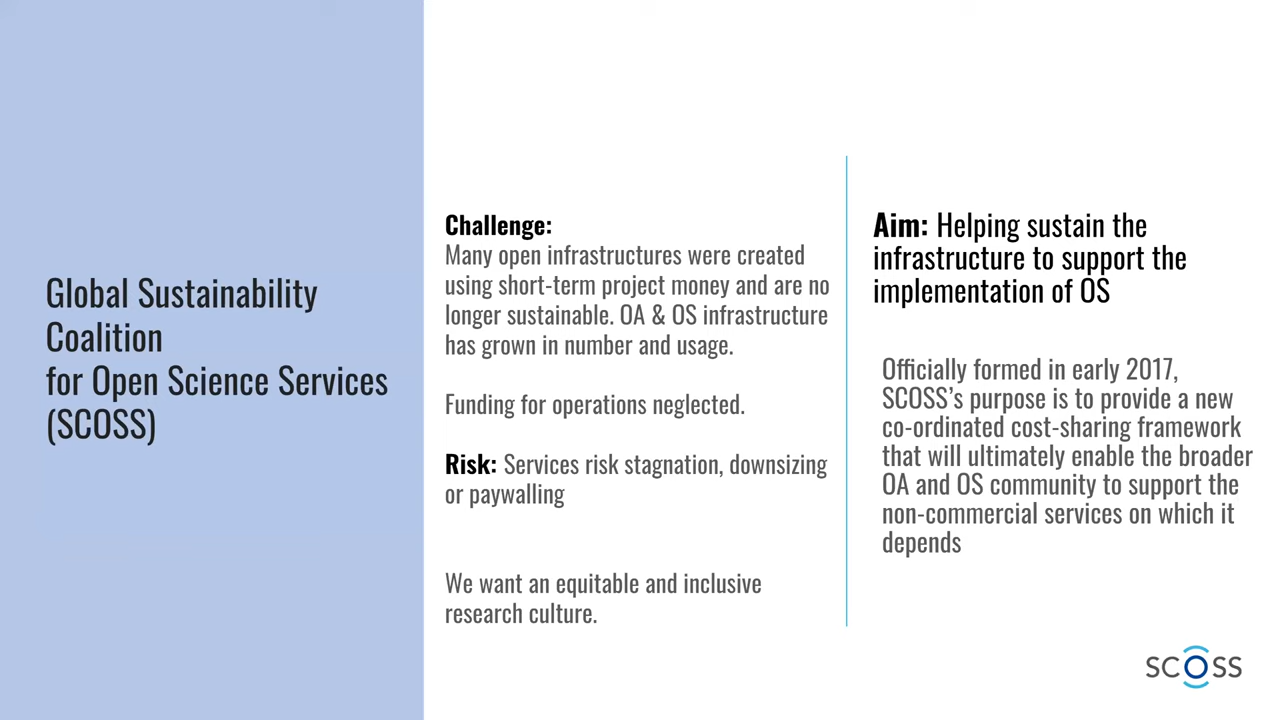 Global Sustainability
Coalition
for Open Science Services
(SCOSS)
Challenge:
Many open infrastructures were created
using short-term project money and are no
longer sustainable. OA & OS infrastructure
has grown in number and usage.
Funding for operations neglected.
Risk: Services risk stagnation, downsizing
or paywalling
We want an equitable and inclusive
research culture.
Aim: Helping sustain the
infrastructure to support the
implementation of OS
Officially formed in early 2017,
SCOSS’s purpose is to provide a new
co-ordinated cost-sharing framework
that will ultimately enable the broader
OA and OS community to support the
non-commercial services on which it
depends
SCOSS